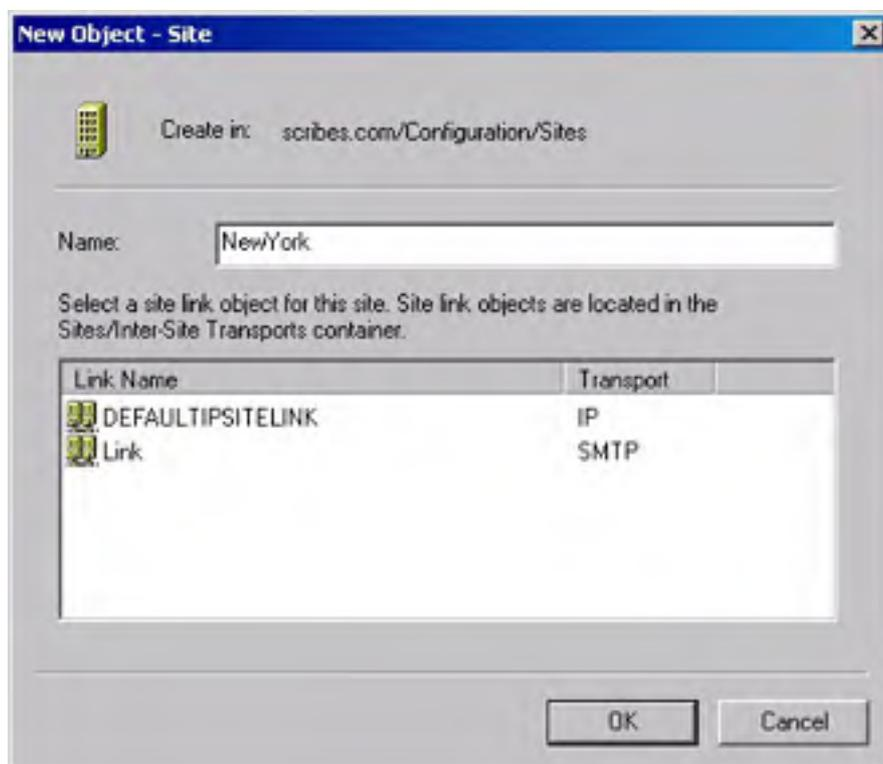 New Object - Site
Create in: scribes.com/Configuration/Sites
Name: NewYork
Select a site link object for this site. Site link objects are located in the
Sites/Inter-Site Transports container.
Link Name Transport
DEFAULTIPSITELINK IP
Link SMTP
OK Cancel